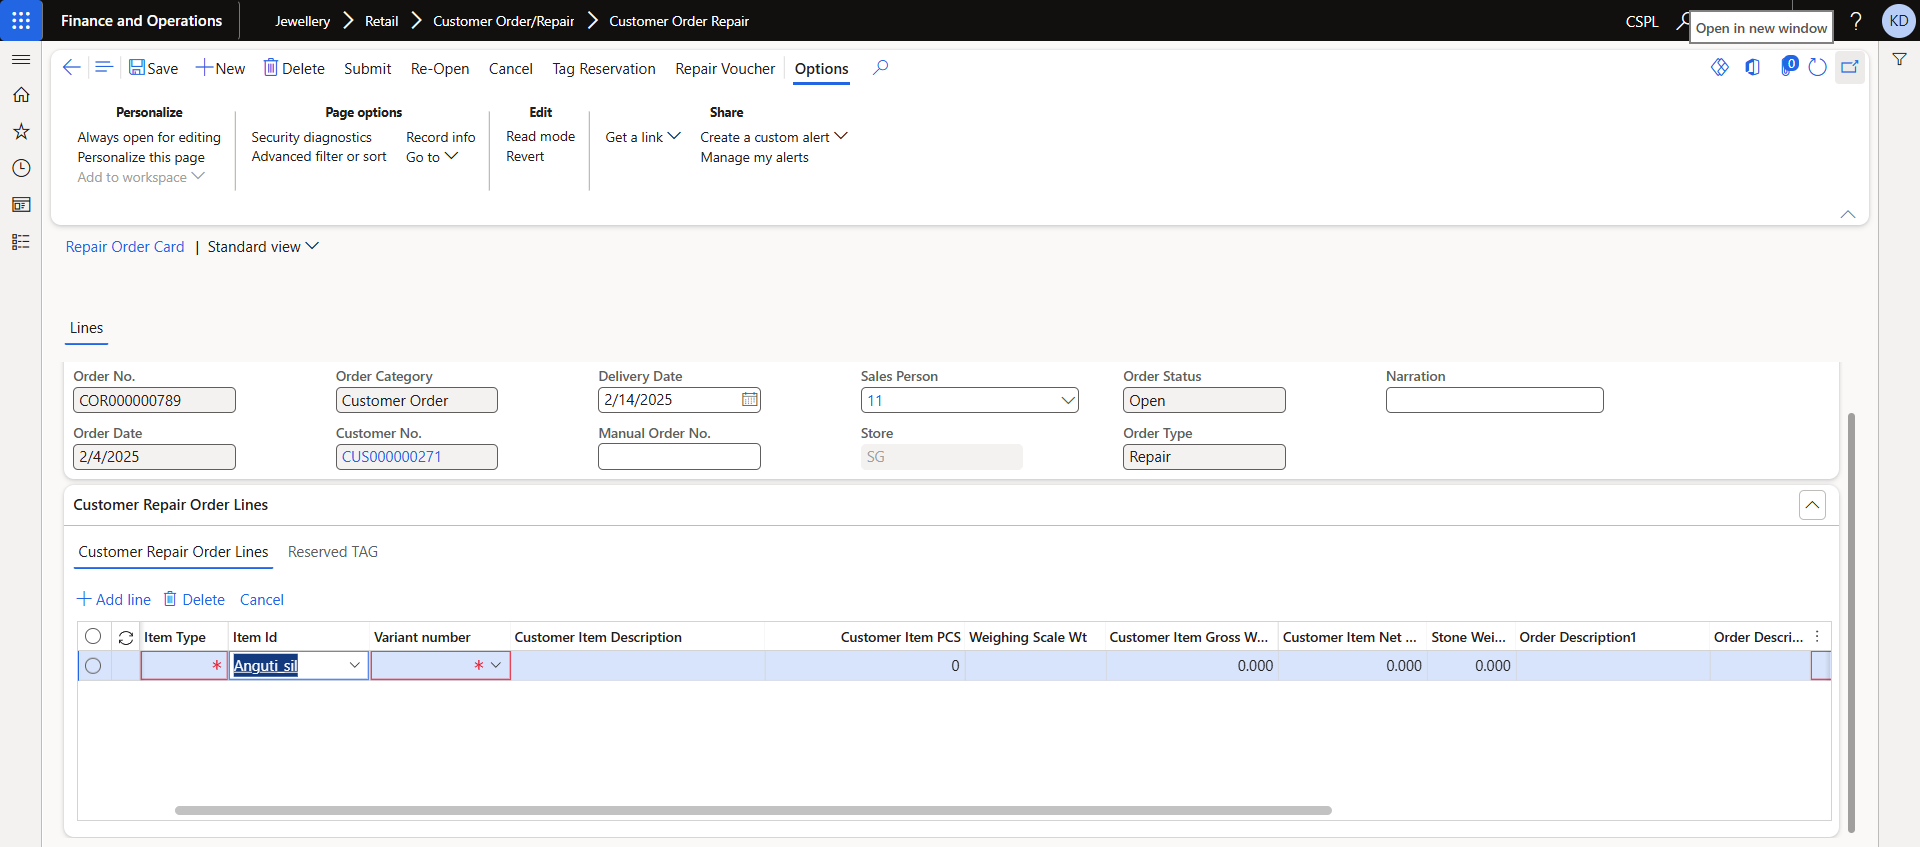 Finance and Operations
Jewellery > Retail > Customer Order/Repair > Customer Order Repair
CSPL
Open in new window
?
KD
Save
New
Delete
Submit
Re-Open
Cancel
Tag Reservation
Repair Voucher
Options
0
Personalize
Always open for editing
Personalize this page
Add to workspace
Page options
Security diagnostics
Advanced filter or sort
Record info
Go to
Edit
Read mode
Revert
Get a link
Share
Create a custom alert
Manage my alerts
Repair Order Card | Standard view
Lines
Order No.
COR000000789
Order Date
2/4/2025
Order Category
Customer Order
Customer No.
CUS000000271
Delivery Date
2/14/2025
Manual Order No.
Sales Person
11
Store
SG
Order Status
Open
Order Type
Repair
Narration
Customer Repair Order Lines
Customer Repair Order Lines
Reserved TAG
Add line
Delete
Cancel
Item Type Item Id Variant number Customer Item Description Customer Item PCS Weighing Scale Wt Customer Item Gross W... Customer Item Net ... Stone Wei... Order Description1 Order Descri...
* Anguti_sil * 0 0.000 0.000 0.000